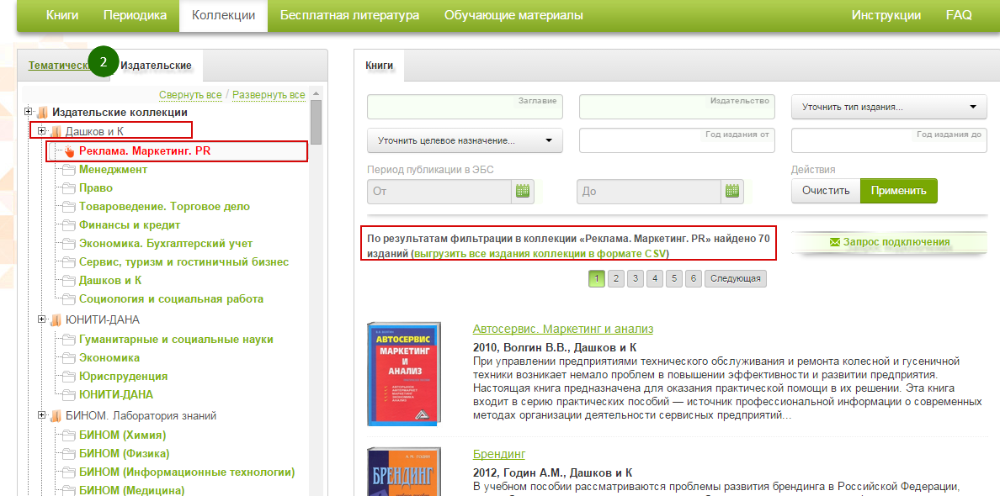 Книги Периодика Коллекции Бесплатная литература Обучающие материалы Инструкции FAQ
Тематическ 2 Издательские
Свернуть все / Развернуть все
Издательские коллекции
Дашков и К
Реклама. Маркетинг. PR
Менеджмент
Право
Товароведение. Торговое дело
Финансы и кредит
Экономика. Бухгалтерский учет
Сервис, туризм и гостиничный бизнес
Дашков и К
Социология и социальная работа
ЮНИТИ-ДАНА
Гуманитарные и социальные науки
Экономика
Юриспруденция
ЮНИТИ-ДАНА
БИНОМ. Лаборатория знаний
БИНОМ (Химия)
БИНОМ (Физика)
БИНОМ (Информационные технологии)
БИНОМ (Медицина)
Книги
Заглавие Издательство Уточнить тип издания...
Уточнить целевое назначение... Год издания от Год издания до
Период публикации в ЭБС Действия
От До Очистить Применить
По результатам фильтрации в коллекции «Реклама. Маркетинг. PR» найдено 70
изданий (выгрузить все издания коллекции в формате CSV)
Запрос подключения
1 2 3 4 5 6 Следующая
АВТОСЕРВИС
МАРКЕТИНГ
И
АНАЛИЗ
Автосервис. Маркетинг и анализ
2010, Волгин В.В., Дашков и К
При управлении предприятиями технического обслуживания и ремонта колесной и гусеничной
техники возникает немало проблем в повышении эффективности и развитии предприятия.
Настоящая книга предназначена для оказания практической помощи в их решении. Эта книга
входит в серию практических пособий — источник профессиональной информации о современных
методах организации деятельности сервисных предприятий...
А.М. ГОДИН
БРЕНДИНГ
Брендинг
2012, Годин А.М., Дашков и К
В учебном пособии рассматриваются проблемы развития брендинга в Российской Федерации,